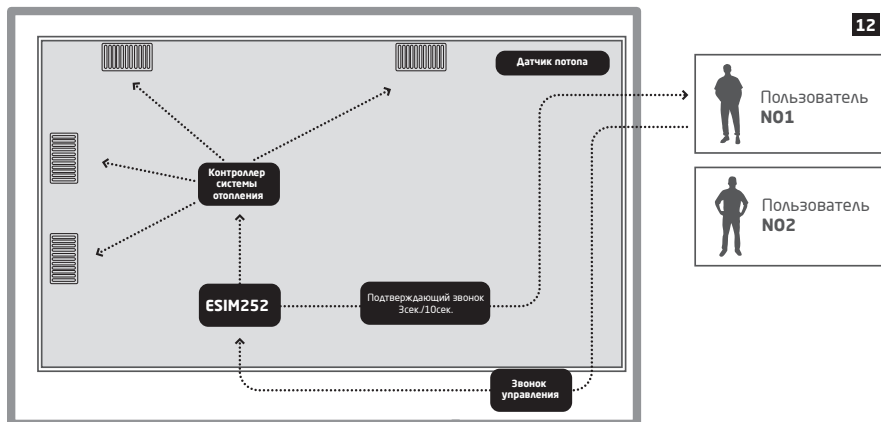 12
Датчик потопа
Пользователь
N01
Контроллер
системы
отопления
Пользователь
N02
ESIM252
Подтверждающий звонок
3сек./10сек.
Звонок
управления